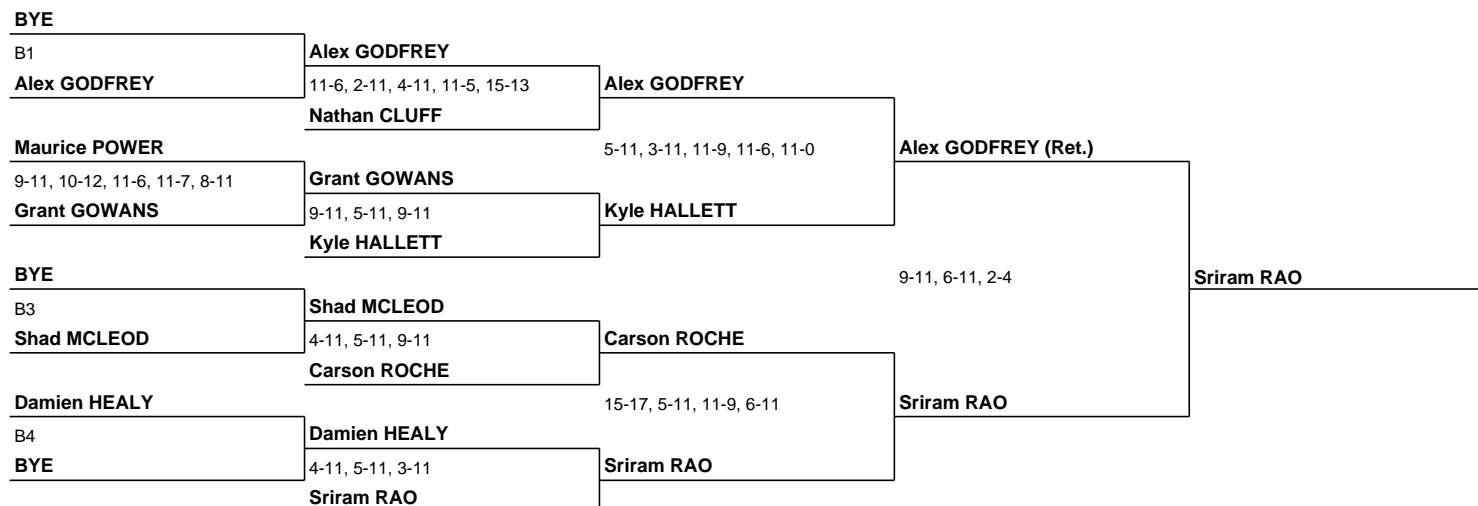 BYE
B1
Alex GODFREY
Alex GODFREY
11-6, 2-11, 4-11, 11-5, 15-13
Alex GODFREY
Nathan CLUFF
Maurice POWER
5-11, 3-11, 11-9, 11-6, 11-0
Alex GODFREY (Ret.)
9-11, 10-12, 11-6, 11-7, 8-11
Grant GOWANS
Grant GOWANS
9-11, 5-11, 9-11
Kyle HALLETT
Kyle HALLETT
BYE
9-11, 6-11, 2-4
Sriram RAO
B3
Shad MCLEOD
Shad MCLEOD
4-11, 5-11, 9-11
Carson ROCHE
Carson ROCHE
Damien HEALY
15-17, 5-11, 11-9, 6-11
Sriram RAO
B4
Damien HEALY
BYE
4-11, 5-11, 3-11
Sriram RAO
Sriram RAO